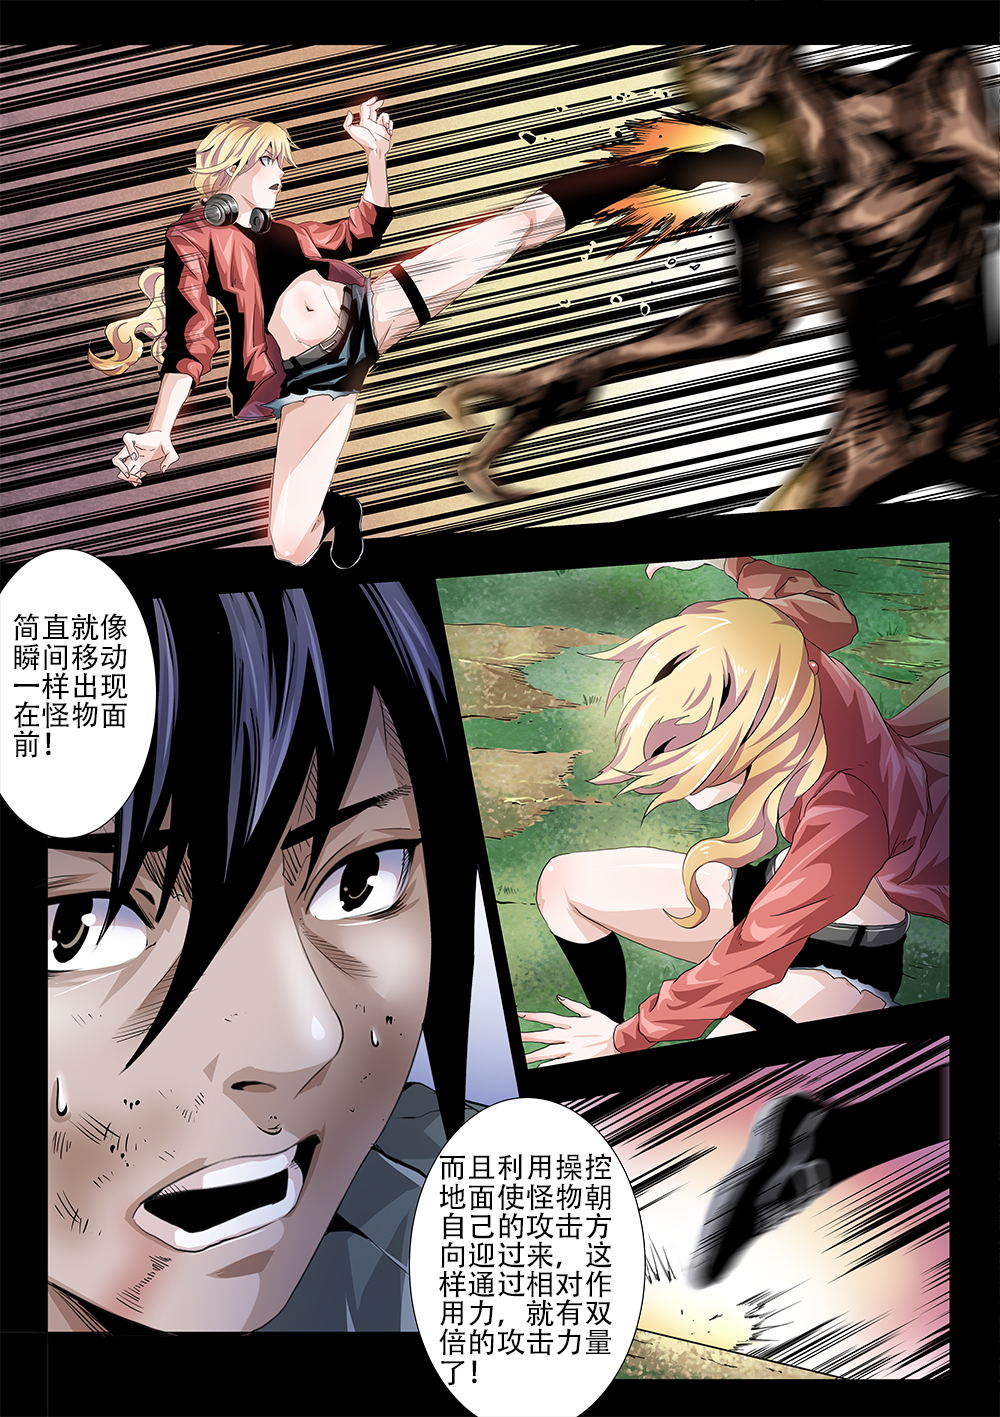 简直就像
瞬间移动
一样出现
在怪物面
前!
而且利用操控
地面使怪物朝
自己的攻击方
向迎过来,这
样通过相对作
用力,就有双
倍的攻击力量
了!